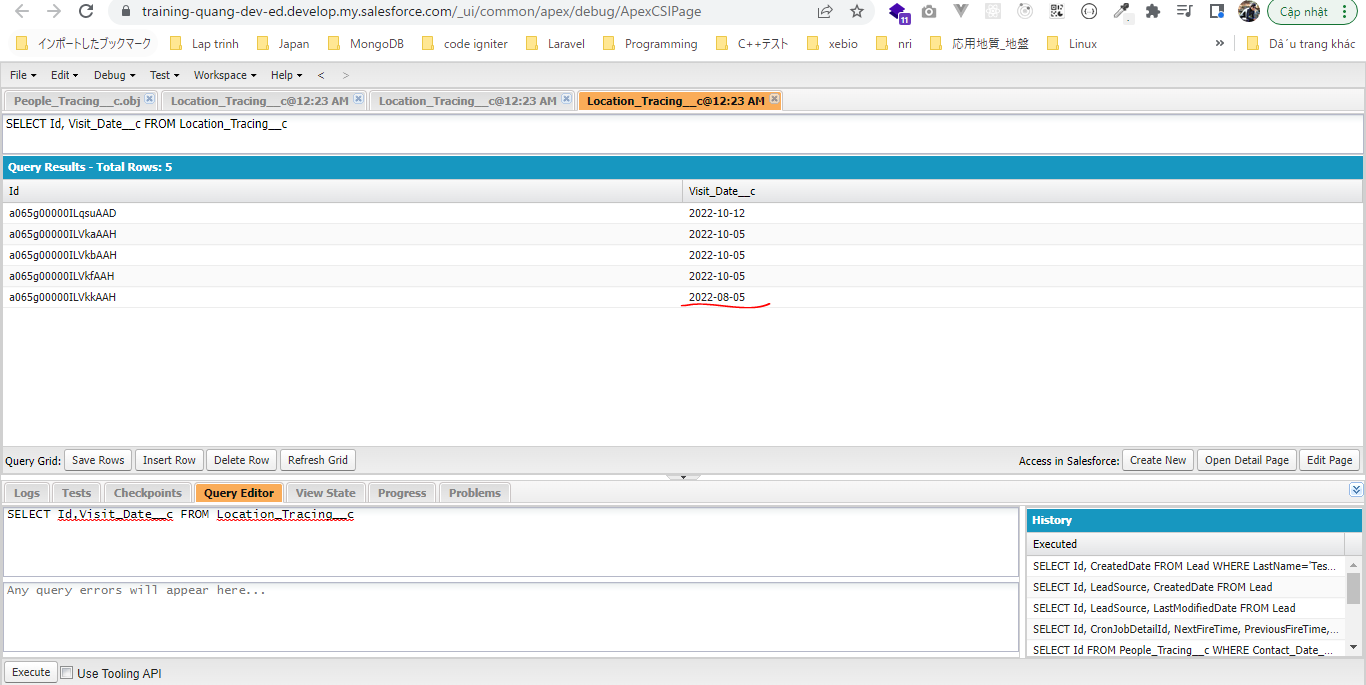 training-quang-dev-ed.develop.my.salesforce.com/_ui/common/apex/debug/ApexCSIPage
11
Cập nhật
インポートしたブックマーク Lap trinh Japan MongoDB code igniter Laravel Programming C++テスト xebio nri 応用地質_地盤 Linux » Dấu trang khác
File Edit Debug Test Workspace Help < >
People_Tracing__c.obj Location_Tracing__c@12:23 AM Location_Tracing__c@12:23 AM Location_Tracing__c@12:23 AM
SELECT Id, Visit_Date__c FROM Location_Tracing__c
Query Results - Total Rows: 5
Id Visit_Date__c
a065g00000ILqsuAAD 2022-10-12
a065g00000ILVkaAAH 2022-10-05
a065g00000ILVkbAAH 2022-10-05
a065g00000ILVkfAAH 2022-10-05
a065g00000ILVkkAAH 2022-08-05
Query Grid: Save Rows Insert Row Delete Row Refresh Grid Access in Salesforce: Create New Open Detail Page Edit Page
Logs Tests Checkpoints Query Editor View State Progress Problems
SELECT Id,Visit_Date__c FROM Location_Tracing__c
Any query errors will appear here...
History
Executed
SELECT Id, CreatedDate FROM Lead WHERE LastName='Tes...
SELECT Id, LeadSource, CreatedDate FROM Lead
SELECT Id, LeadSource, LastModifiedDate FROM Lead
SELECT Id, CronJobDetailId, NextFireTime, PreviousFireTime,...
SELECT Id FROM People_Tracing__c WHERE Contact_Date_...
Execute Use Tooling API